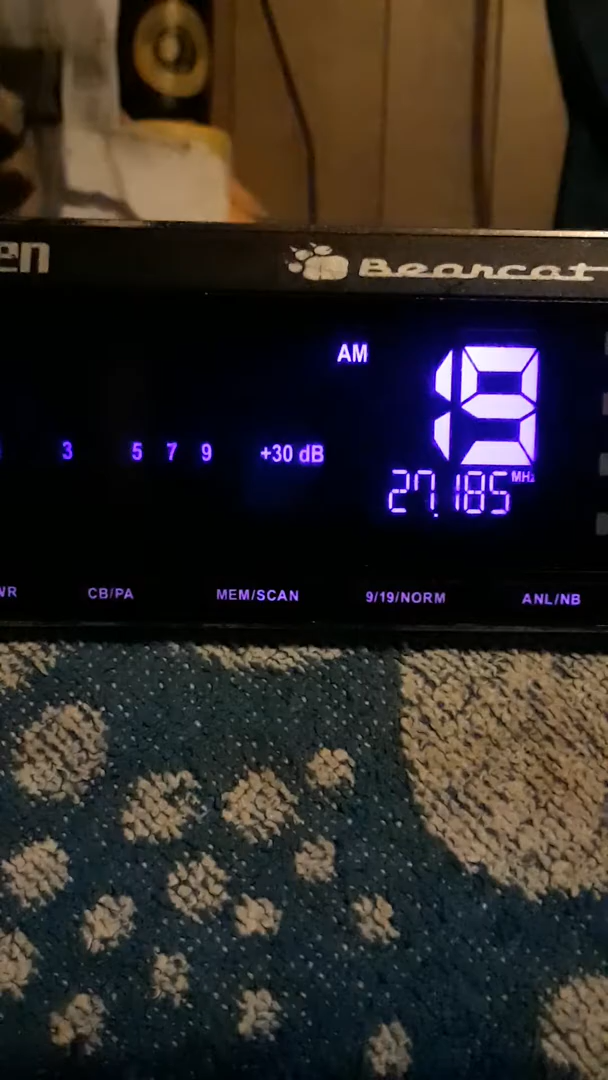 en Bearcat
AM 19
3 5 7 9 +30 dB
27.185 MHz
WR CB/PA MEM/SCAN 9/19/NORM ANL/NB